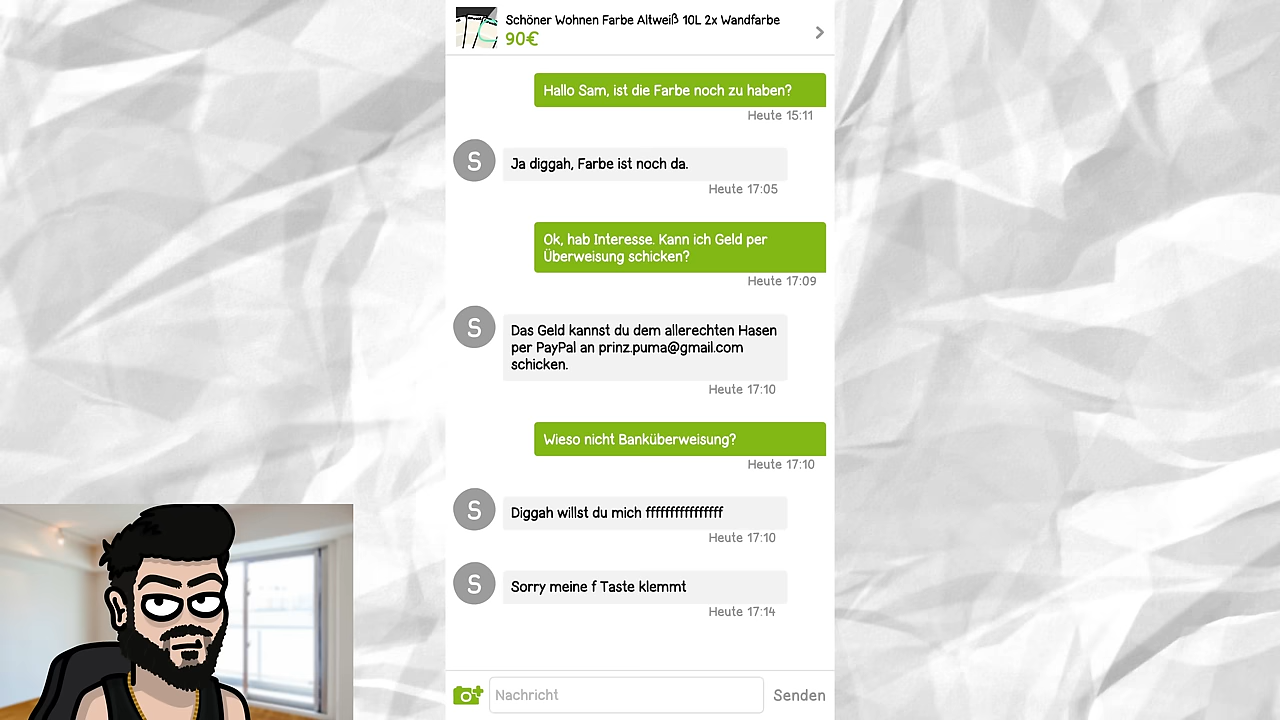 Schöner Wohnen Farbe Altweiß 10L 2x Wandfarbe
90€
Hallo Sam, ist die Farbe noch zu haben?
Heute 15:11
S
Ja diggah, Farbe ist noch da.
Heute 17:05
Ok, hab Interesse. Kann ich Geld per
Überweisung schicken?
Heute 17:09
S
Das Geld kannst du dem allerechten Hasen
per PayPal an prinz.puma@gmail.com
schicken.
Heute 17:10
Wieso nicht Banküberweisung?
Heute 17:10
S
Diggah willst du mich ffffffffffffffff
Heute 17:10
S
Sorry meine f Taste klemmt
Heute 17:14
Nachricht
Senden